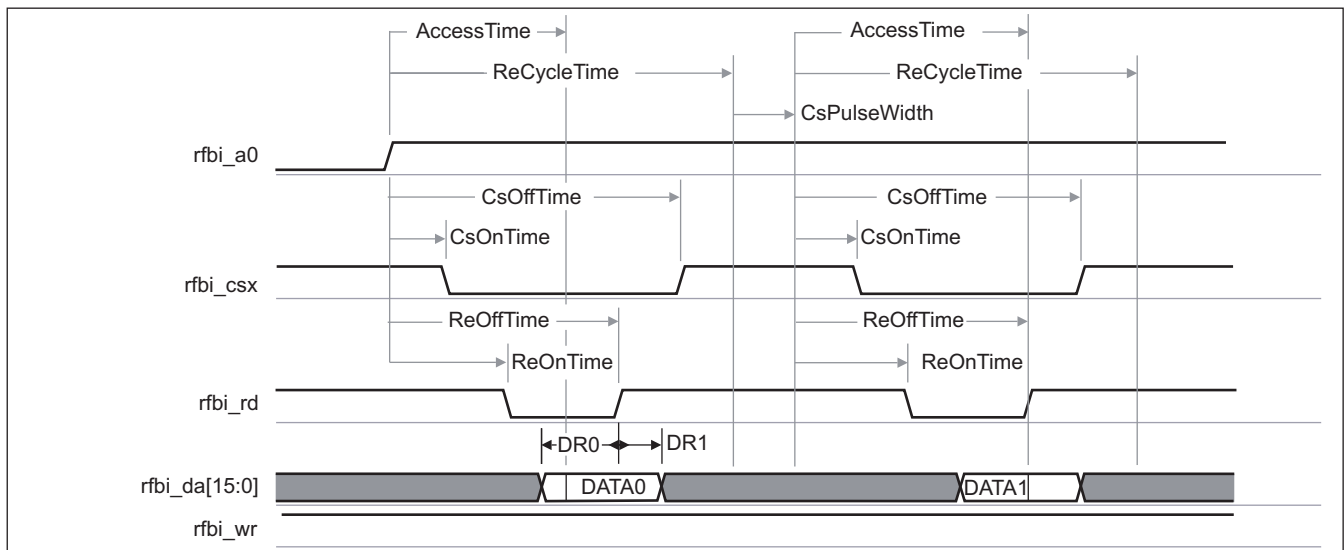 AccessTime AccessTime
ReCycleTime ReCycleTime
CsPulseWidth
rfbi_a0
CsOffTime CsOffTime
CsOnTime CsOnTime
rfbi_csx
ReOffTime ReOffTime
ReOnTime ReOnTime
rfbi_rd
DR0 DR1
rfbi_da[15:0] DATA0 DATA1
rfbi_wr